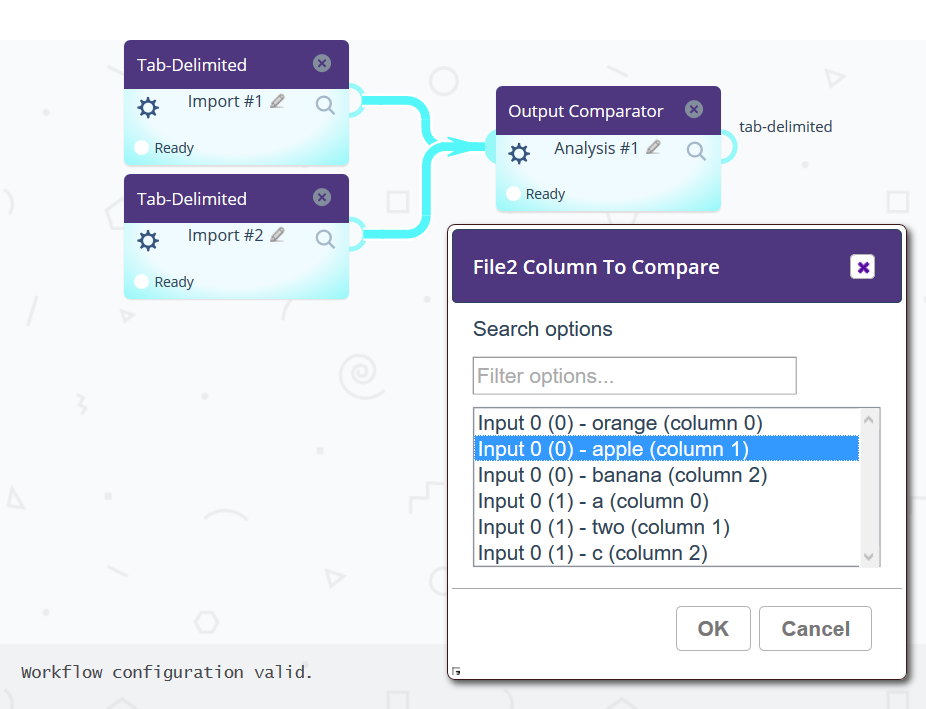 Tab-Delimited
Import #1
Ready
Tab-Delimited
Import #2
Ready
Output Comparator
Analysis #1
Ready
tab-delimited
File2 Column To Compare
Search options
Filter options...
Input 0 (0) - orange (column 0)
Input 0 (0) - apple (column 1)
Input 0 (0) - banana (column 2)
Input 0 (1) - a (column 0)
Input 0 (1) - two (column 1)
Input 0 (1) - c (column 2)
OK
Cancel
Workflow configuration valid.